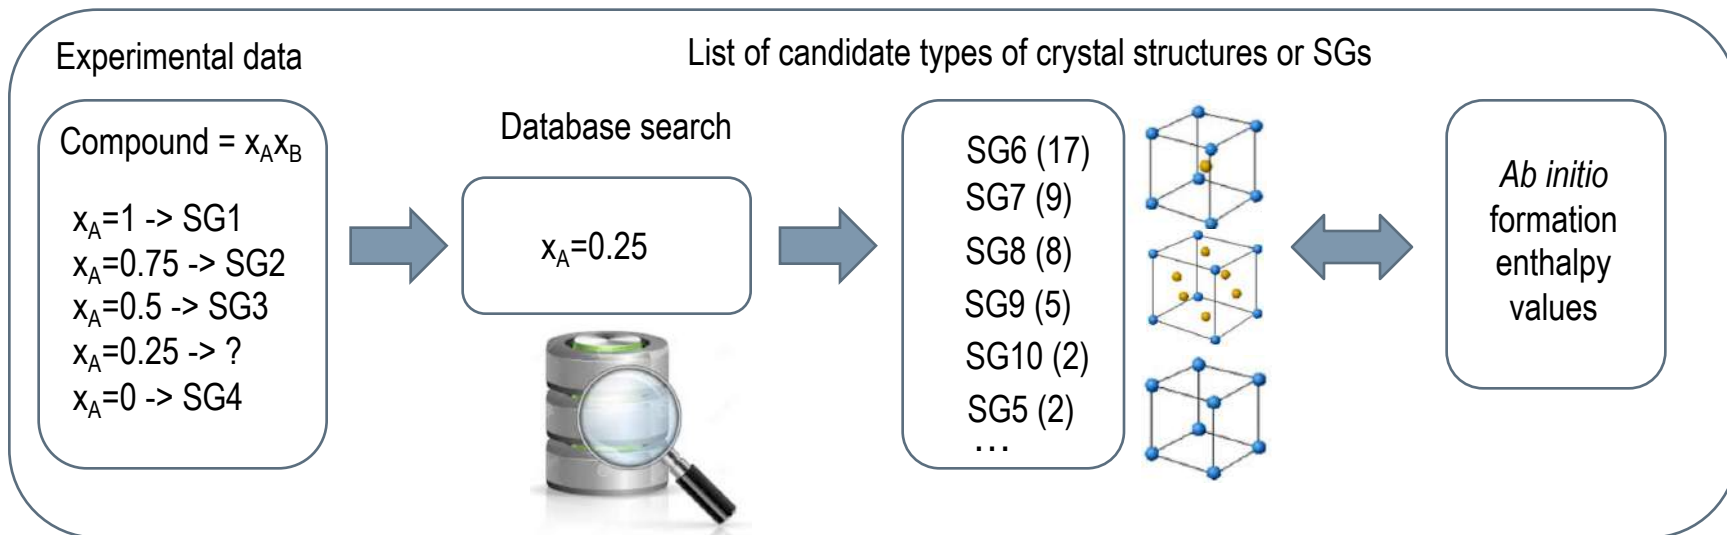 Experimental data
Compound = xAxB
xA=1 -> SG1
xA=0.75 -> SG2
xA=0.5 -> SG3
xA=0.25 -> ?
xA=0 -> SG4
Database search
xA=0.25
List of candidate types of crystal structures or SGs
SG6 (17)
SG7 (9)
SG8 (8)
SG9 (5)
SG10 (2)
SG5 (2)
...
Ab initio
formation
enthalpy
values